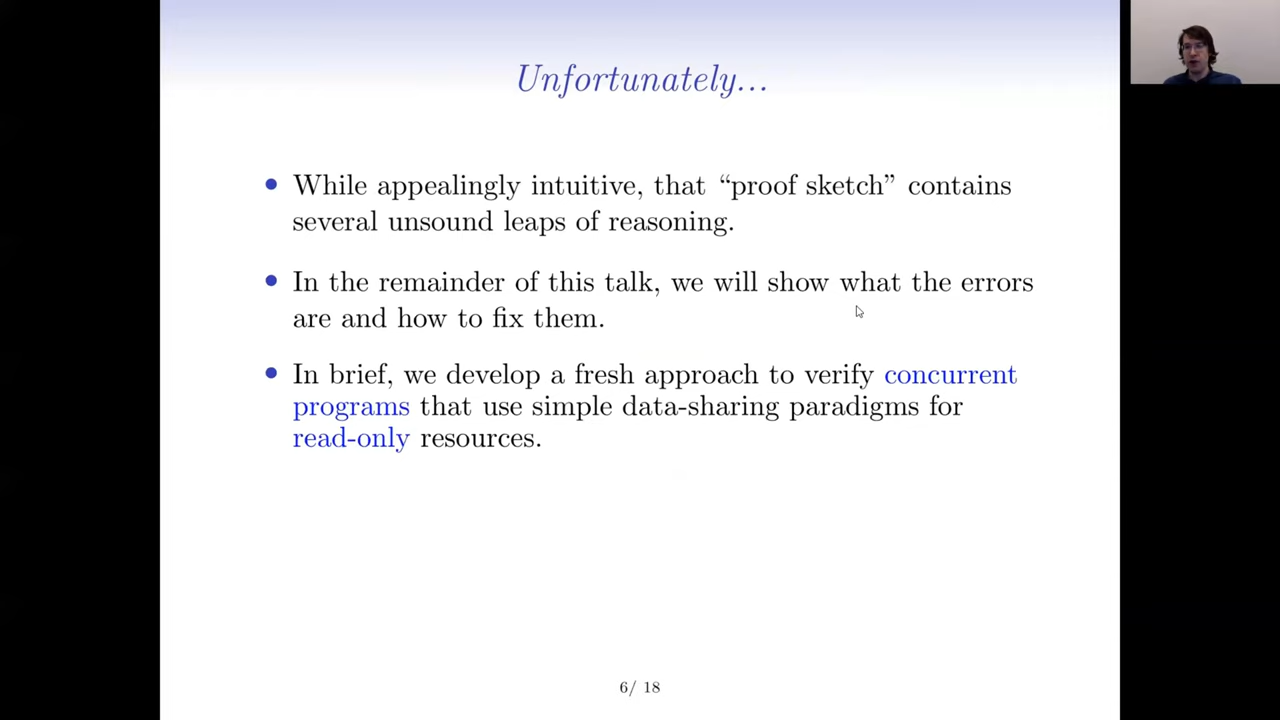 Unfortunately...
• While appealingly intuitive, that “proof sketch” contains
several unsound leaps of reasoning.
• In the remainder of this talk, we will show what the errors
are and how to fix them.
• In brief, we develop a fresh approach to verify concurrent
programs that use simple data-sharing paradigms for
read-only resources.
6/ 18